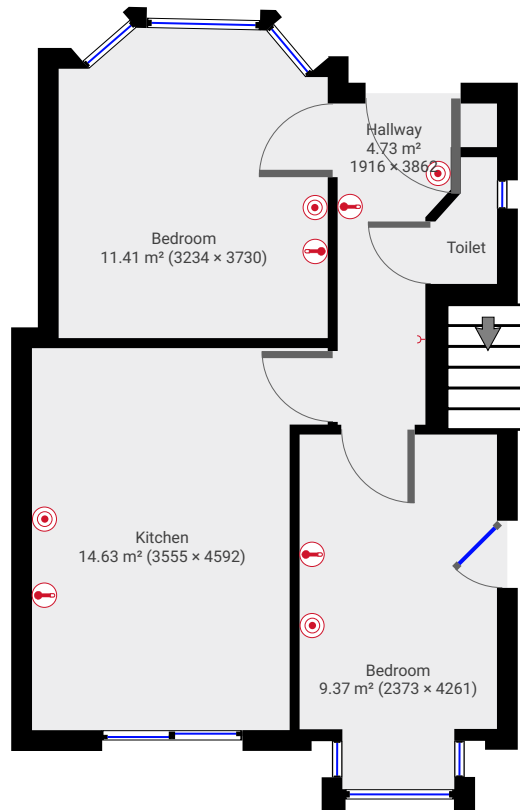 Hallway
4.73 m²
1916 × 3862
Bedroom
11.41 m² (3234 × 3730)
Toilet
Kitchen
14.63 m² (3555 × 4592)
Bedroom
9.37 m² (2373 × 4261)